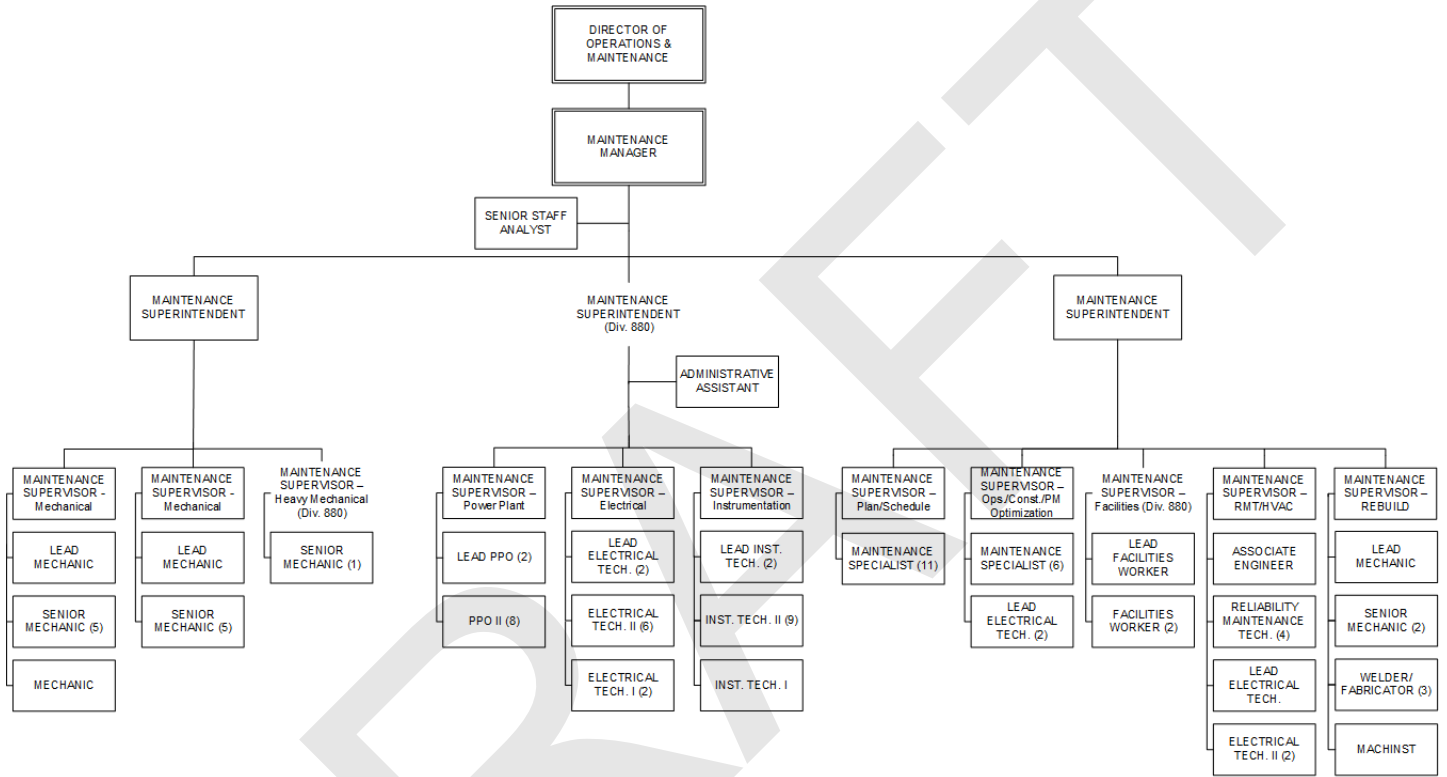 DIRECTOR OF
OPERATIONS &
MAINTENANCE
MAINTENANCE
MANAGER
SENIOR STAFF
ANALYST
MAINTENANCE
SUPERINTENDENT
MAINTENANCE
SUPERINTENDENT
(Div. 880)
MAINTENANCE
SUPERINTENDENT
ADMINISTRATIVE
ASSISTANT
MAINTENANCE
SUPERVISOR -
Mechanical
LEAD
MECHANIC
SENIOR
MECHANIC (5)
MECHANIC
MAINTENANCE
SUPERVISOR -
Mechanical
LEAD
MECHANIC
SENIOR
MECHANIC (5)
MAINTENANCE
SUPERVISOR –
Heavy Mechanical
(Div. 880)
SENIOR
MECHANIC (1)
MAINTENANCE
SUPERVISOR –
Power Plant
LEAD PPO (2)
PPO II (8)
MAINTENANCE
SUPERVISOR –
Electrical
LEAD
ELECTRICAL
TECH. (2)
ELECTRICAL
TECH. II (6)
ELECTRICAL
TECH. I (2)
MAINTENANCE
SUPERVISOR –
Instrumentation
LEAD INST.
TECH. (2)
INST. TECH. II (9)
INST. TECH. I
MAINTENANCE
SUPERVISOR –
Plan/Schedule
MAINTENANCE
SPECIALIST (11)
MAINTENANCE
SUPERVISOR –
Ops./Const./PM
Optimization
MAINTENANCE
SPECIALIST (6)
LEAD
ELECTRICAL
TECH. (2)
MAINTENANCE
SUPERVISOR –
Facilities (Div. 880)
LEAD
FACILITIES
WORKER
FACILITIES
WORKER (2)
MAINTENANCE
SUPERVISOR –
RMT/HVAC
ASSOCIATE
ENGINEER
RELIABILITY
MAINTENANCE
TECH. (4)
LEAD
ELECTRICAL
TECH.
ELECTRICAL
TECH. II (2)
MAINTENANCE
SUPERVISOR –
REBUILD
LEAD
MECHANIC
SENIOR
MECHANIC (2)
WELDER/
FABRICATOR (3)
MACHINST
DRAFT